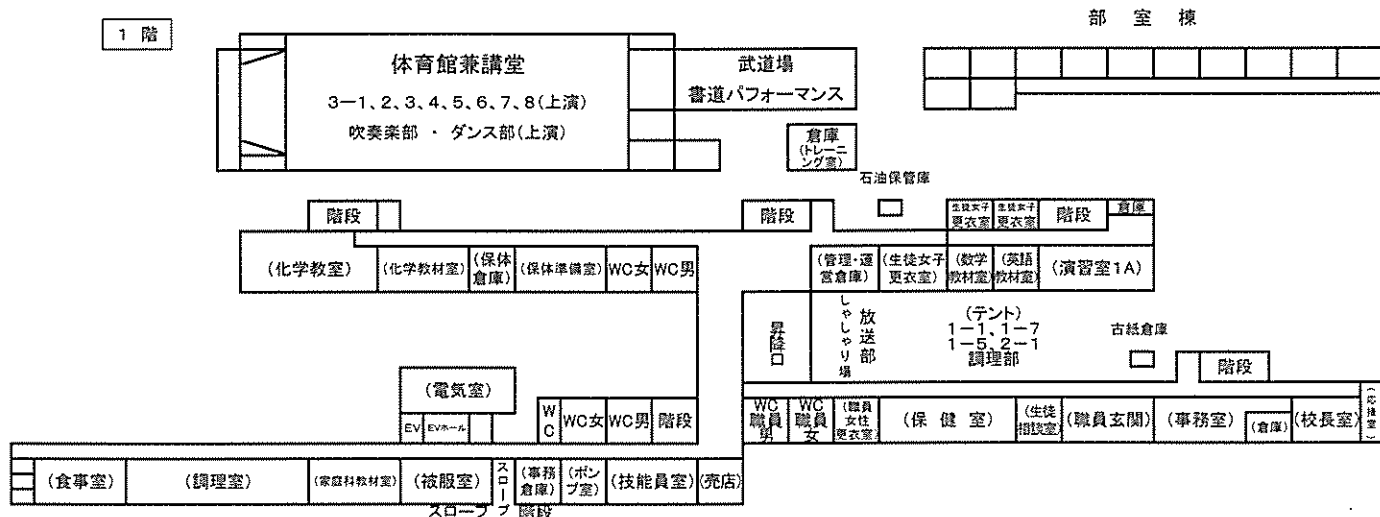 部 室 棟
1 階
体育館兼講堂
3－1、2、3、4、5、6、7、8(上演)
吹奏楽部 ・ ダンス部(上演)
武道場
書道パフォーマンス
倉庫
(トレーニ
ング室)
石油保管庫
階段
階段
生徒女子
更衣室
生徒女子
更衣室
階段
倉庫
(化学教室)
(化学教材室)
(保体
倉庫)
(保体準備室)
WC女
WC男
(管理・運
営倉庫)
(生徒女子
更衣室)
(数学
教材室)
(英語
教材室)
(演習室1A)
昇降口
しゃしゃり場
放送部
(テント)
1－1、1－7
1－5、2－1
調理部
古紙倉庫
階段
(電気室)
EV
EVホール
WC
WC女
WC男
階段
WC
職員
男
WC
職員
女
(職員
女性
更衣室)
(保 健 室)
(生徒
相談室)
(職員玄関)
(事務室)
(倉庫)
(校長室)
(応接室)
(食事室)
(調理室)
(家庭科教材室)
(被服室)
スロープ
(事務
倉庫)
(ポン
プ室)
(技能員室)
(売店)
スロープ
階段